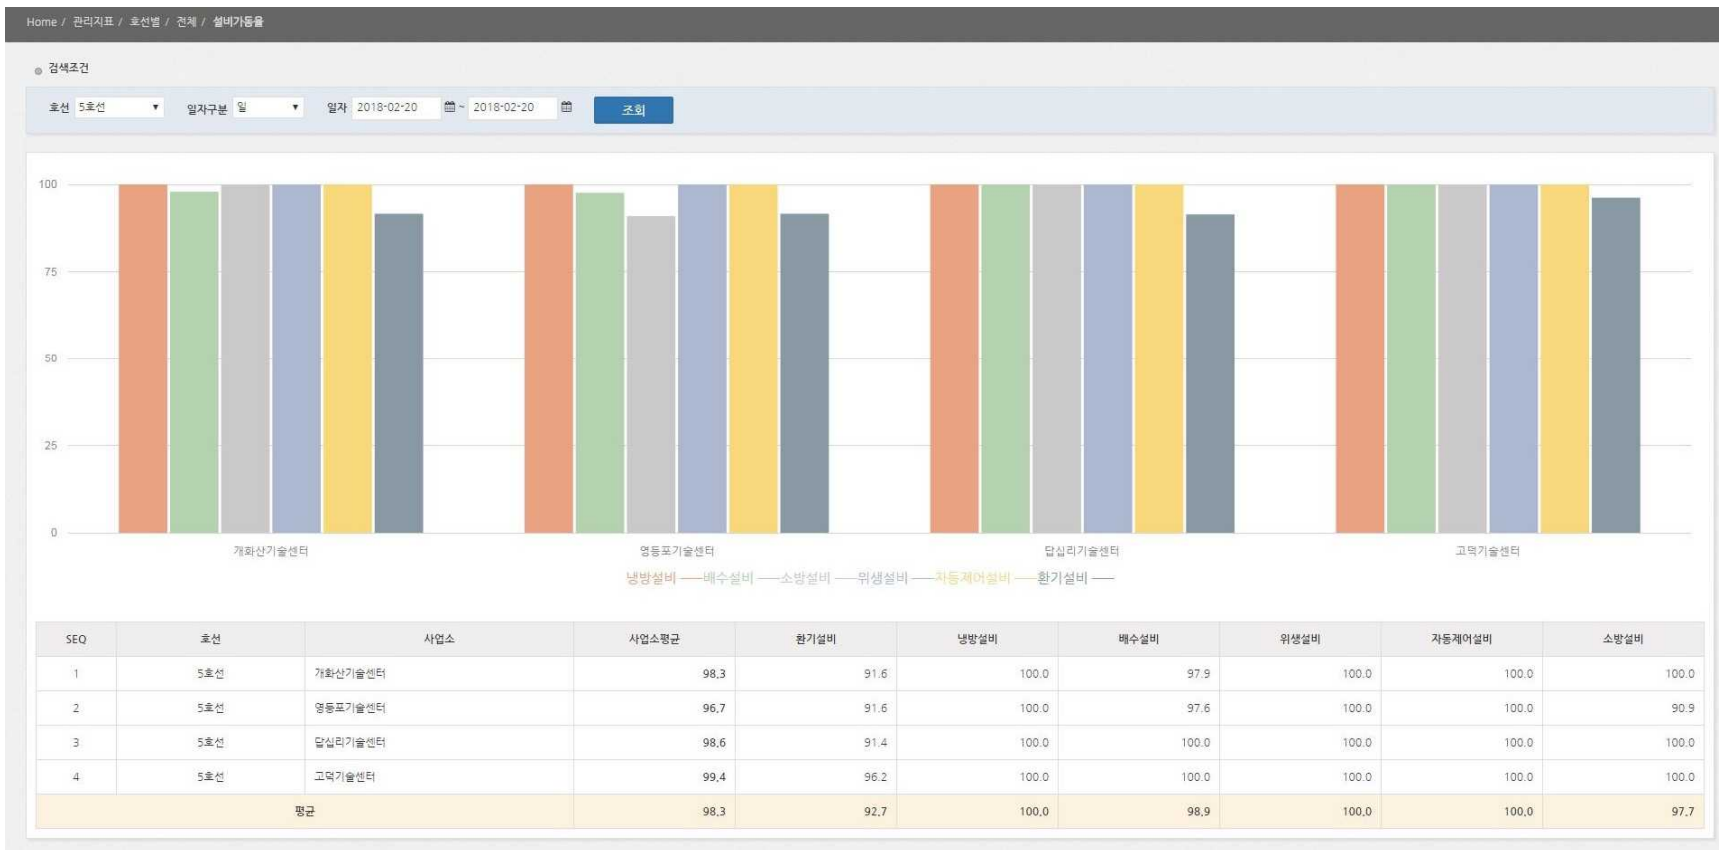 Home / 관리지표 / 호선별 / 전체 / 설비가동율
검색조건
호선 5호선 일자구분 일 일자 2018-02-20 ~ 2018-02-20 조회
100
75
50
25
0
개화산기술센터 영등포기술센터 답십리기술센터 고덕기술센터
냉방설비 배수설비 소방설비 위생설비 자동제어설비 환기설비
SEQ 호선 사업소 사업소평균 환기설비 냉방설비 배수설비 위생설비 자동제어설비 소방설비
1 5호선 개화산기술센터 98.3 91.6 100.0 97.9 100.0 100.0 100.0
2 5호선 영등포기술센터 96.7 91.6 100.0 97.6 100.0 100.0 90.9
3 5호선 답십리기술센터 98.6 91.4 100.0 100.0 100.0 100.0 100.0
4 5호선 고덕기술센터 99.4 96.2 100.0 100.0 100.0 100.0 100.0
평균 98.3 92.7 100.0 98.9 100.0 100.0 97.7